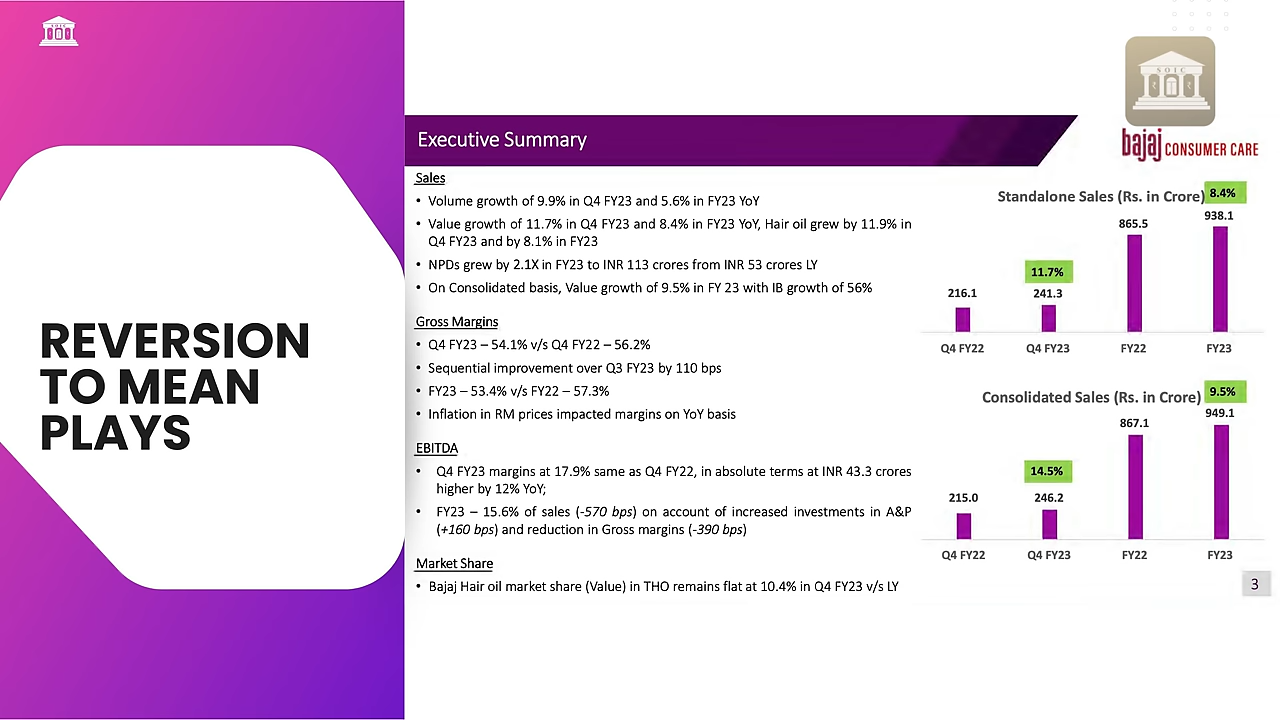 SOIC
REVERSION
TO MEAN
PLAYS
SOIC
bajaj CONSUMER CARE
Executive Summary
Sales
• Volume growth of 9.9% in Q4 FY23 and 5.6% in FY23 YoY
• Value growth of 11.7% in Q4 FY23 and 8.4% in FY23 YoY, Hair oil grew by 11.9% in
Q4 FY23 and by 8.1% in FY23
• NPDs grew by 2.1X in FY23 to INR 113 crores from INR 53 crores LY
• On Consolidated basis, Value growth of 9.5% in FY 23 with IB growth of 56%
Gross Margins
• Q4 FY23 – 54.1% v/s Q4 FY22 – 56.2%
• Sequential improvement over Q3 FY23 by 110 bps
• FY23 – 53.4% v/s FY22 – 57.3%
• Inflation in RM prices impacted margins on YoY basis
EBITDA
• Q4 FY23 margins at 17.9% same as Q4 FY22, in absolute terms at INR 43.3 crores
higher by 12% YoY;
• FY23 – 15.6% of sales (-570 bps) on account of increased investments in A&P
(+160 bps) and reduction in Gross margins (-390 bps)
Market Share
• Bajaj Hair oil market share (Value) in THO remains flat at 10.4% in Q4 FY23 v/s LY
Standalone Sales (Rs. in Crore)
8.4%
938.1
865.5
11.7%
216.1
241.3
Q4 FY22
Q4 FY23
FY22
FY23
Consolidated Sales (Rs. in Crore)
9.5%
949.1
867.1
14.5%
215.0
246.2
Q4 FY22
Q4 FY23
FY22
FY23
3